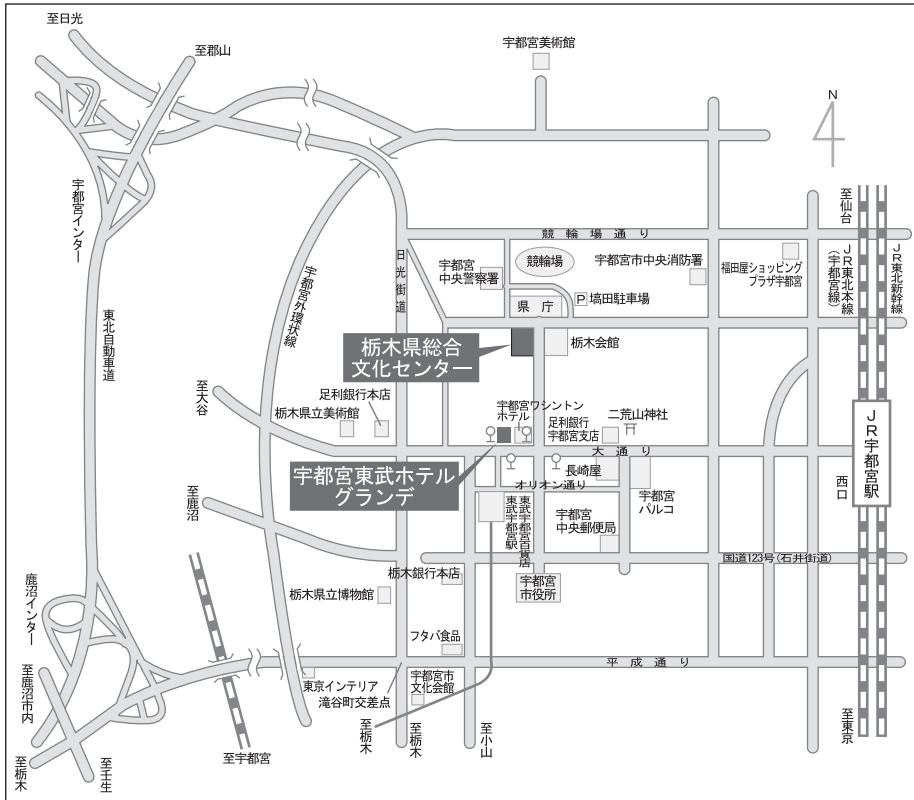 至日光
至郡山
宇都宮美術館
N
宇都宮インター
東北自動車道
宇都宮外環状線
日光街道
競輪場通り
宇都宮
中央警察署
競輪場
宇都宮市中央消防署
福田屋ショッピング
プラザ宇都宮
至仙台
JR東北本線
(宇都宮線)
JR東北新幹線
県庁
P
塙田駐車場
栃木県総合
文化センター
栃木会館
至大谷
足利銀行本店
栃木県立美術館
宇都宮ワシントン
ホテル
足利銀行
宇都宮支店
二荒山神社
大通り
JR宇都宮駅
西口
宇都宮東武ホテル
グランデ
長崎屋
オリオン通り
宇都宮
パルコ
至鹿沼
東武宇都宮百貨店
東武宇都宮駅
宇都宮
中央郵便局
国道123号(石井街道)
栃木銀行本店
宇都宮
市役所
栃木県立博物館
鹿沼インター
フタバ食品
平成通り
至鹿沼市内
東京インテリア
滝谷町交差点
宇都宮市
文化会館
至栃木
至壬生
至宇都宮
至栃木
至栃木
至小山
至東京